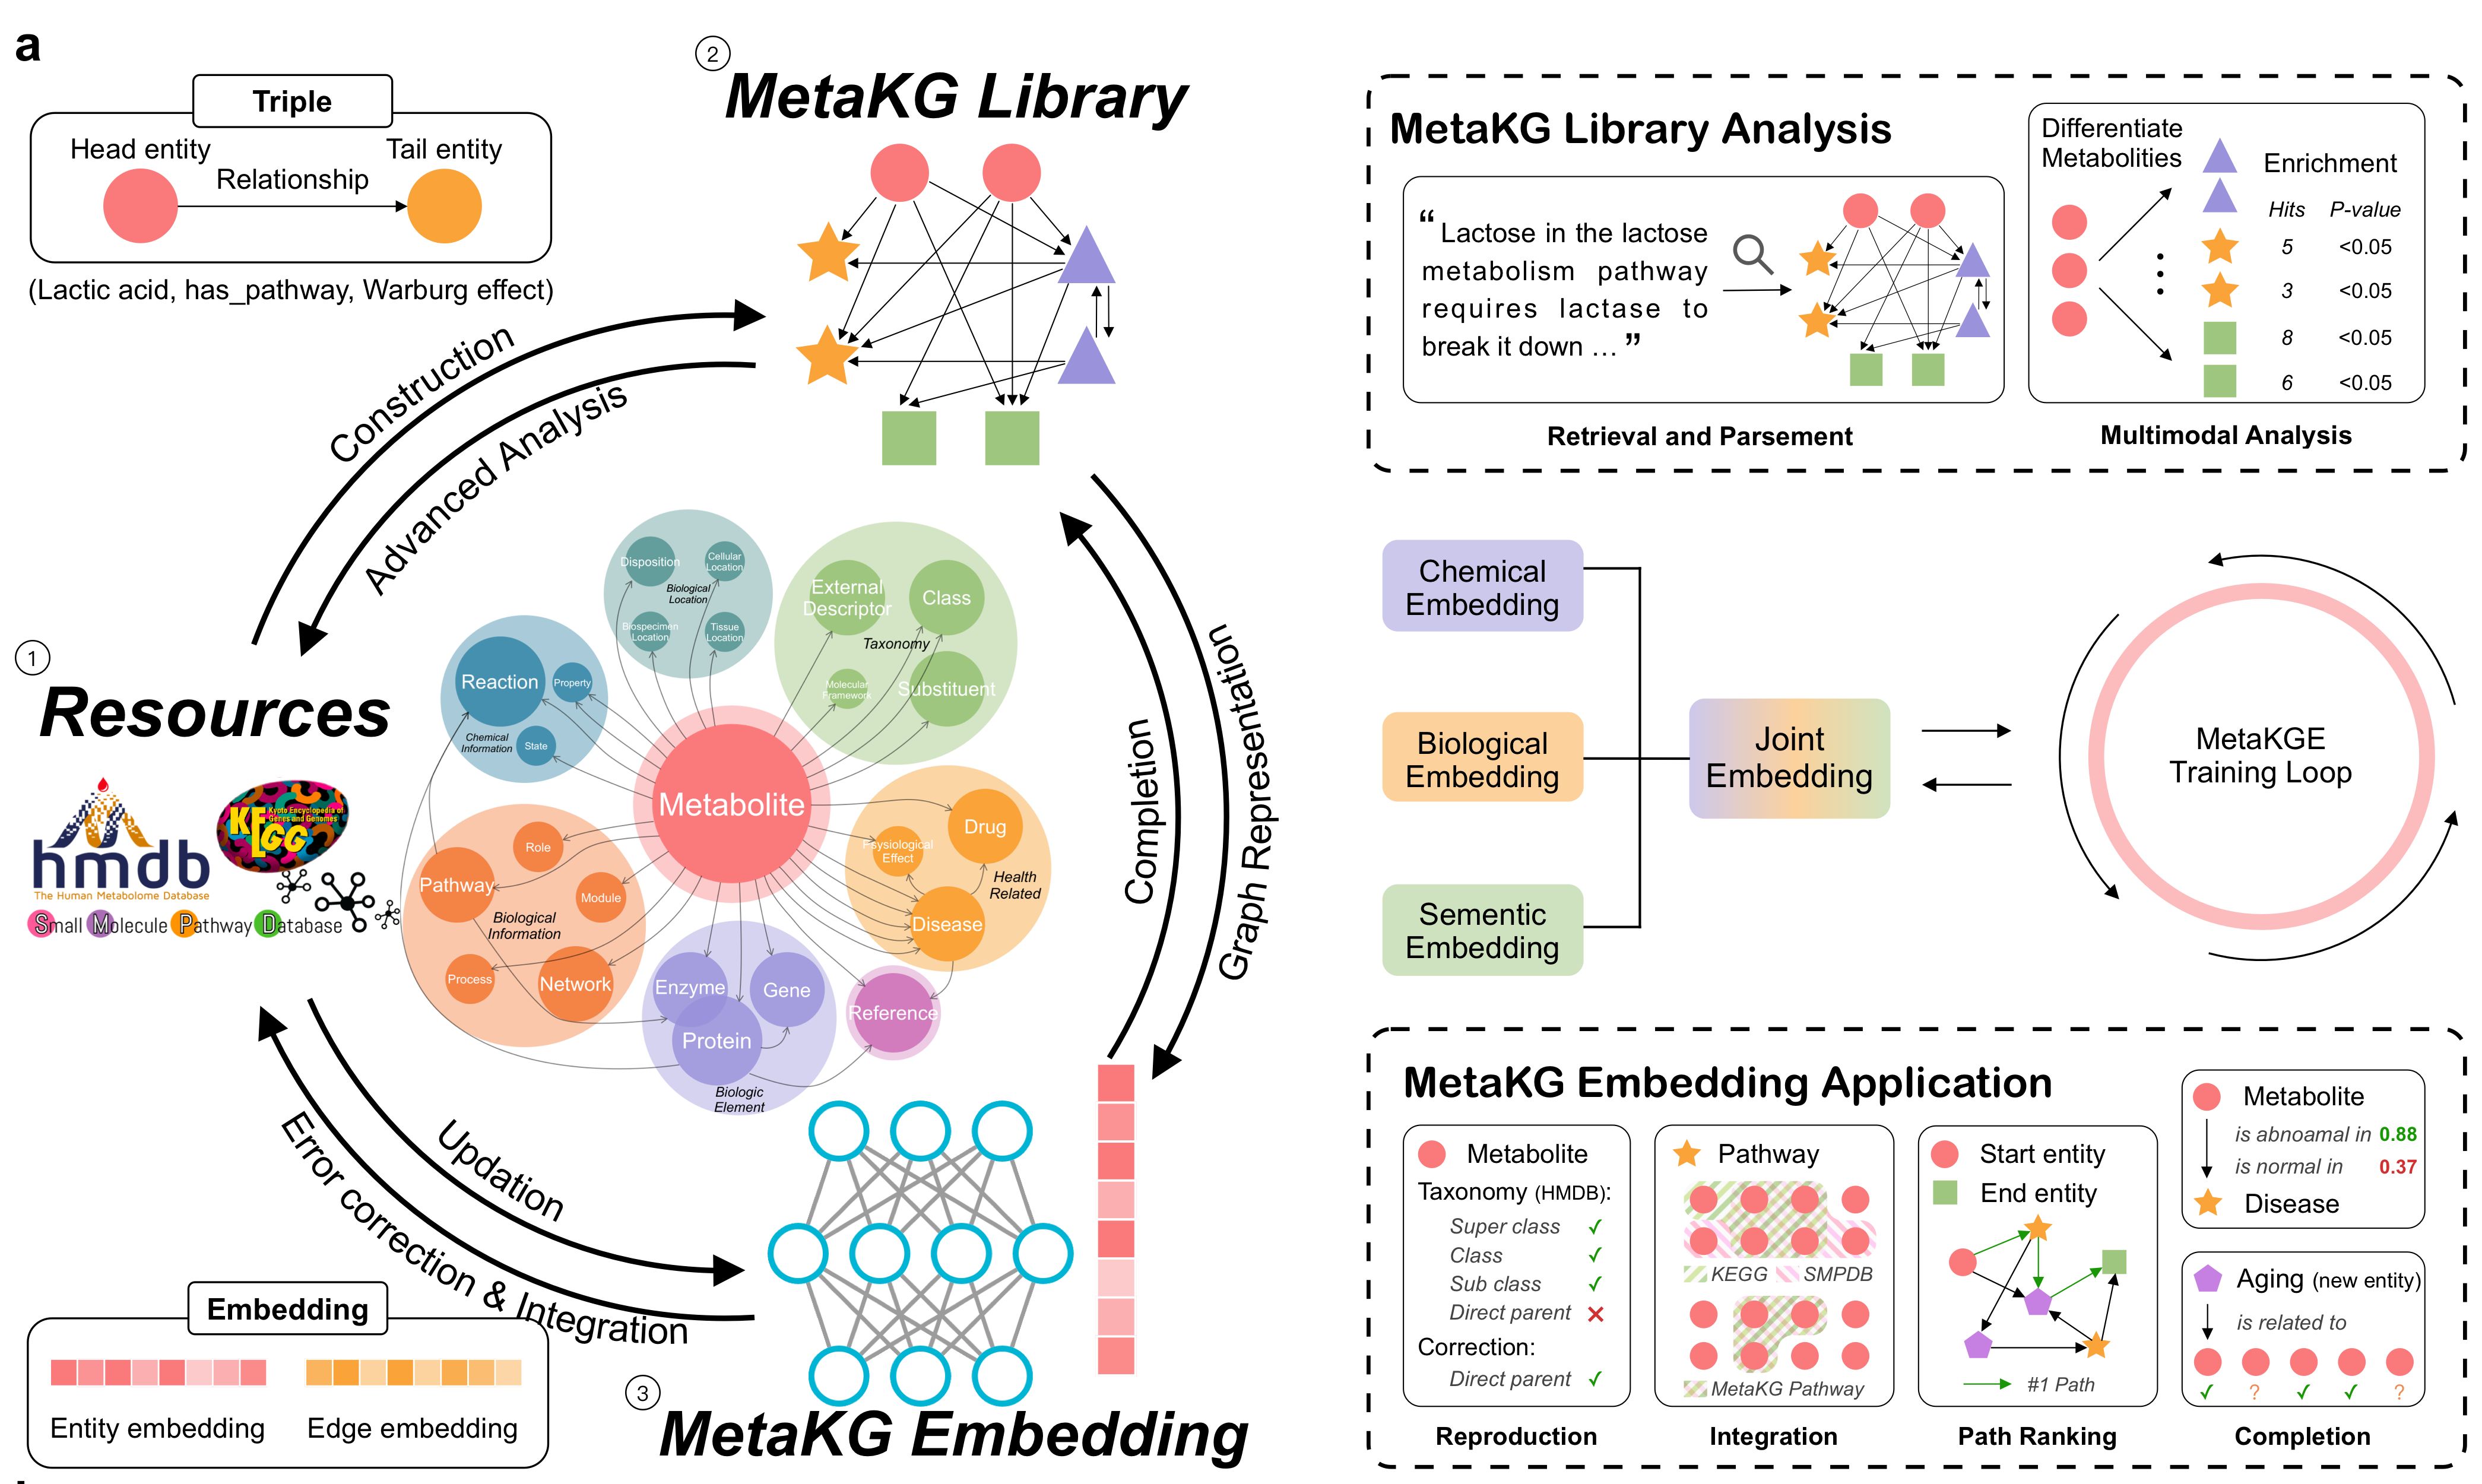 a
Triple
Head entity
Tail entity
Relationship
(Lactic acid, has_pathway, Warburg effect)
2
MetaKG Library
Construction
Advanced Analysis
1
Resources
hmdb
The Human Metabolome Database
KEGG
Kyoto Encyclopedia of
Genes and Genomes
Small Molecule Pathway Database
Disposition
Cellular
Location
Biological
Location
Biospecimen
Location
Tissue
Location
External
Descriptor
Class
Taxonomy
Molecular
Framework
Substituent
Reaction
Property
Chemical
Information
State
Metabolite
Role
Pathway
Module
Biological
Information
Process
Network
Drug
Psysiological
Effect
Health
Related
Disease
Enzyme
Gene
Protein
Biologic
Element
Reference
Completion
Graph Representation
Updation
Error correction & Integration
Embedding
Entity embedding
Edge embedding
3
MetaKG Embedding
MetaKG Library Analysis
“ Lactose in the lactose
metabolism pathway
requires lactase to
break it down ... ”
Retrieval and Parsement
Differentiate
Metabolities
Enrichment
Hits P-value
5 <0.05
3 <0.05
8 <0.05
6 <0.05
Multimodal Analysis
Chemical
Embedding
Biological
Embedding
Sementic
Embedding
Joint
Embedding
MetaKGE
Training Loop
MetaKG Embedding Application
Metabolite
Taxonomy (HMDB):
Super class ✓
Class ✓
Sub class ✓
Direct parent ✕
Correction:
Direct parent ✓
Reproduction
Pathway
KEGG SMPDB
MetaKG Pathway
Integration
Start entity
End entity
#1 Path
Path Ranking
Metabolite
is abnoamal in 0.88
is normal in 0.37
Disease
Aging (new entity)
is related to
✓ ? ✓ ✓ ?
Completion